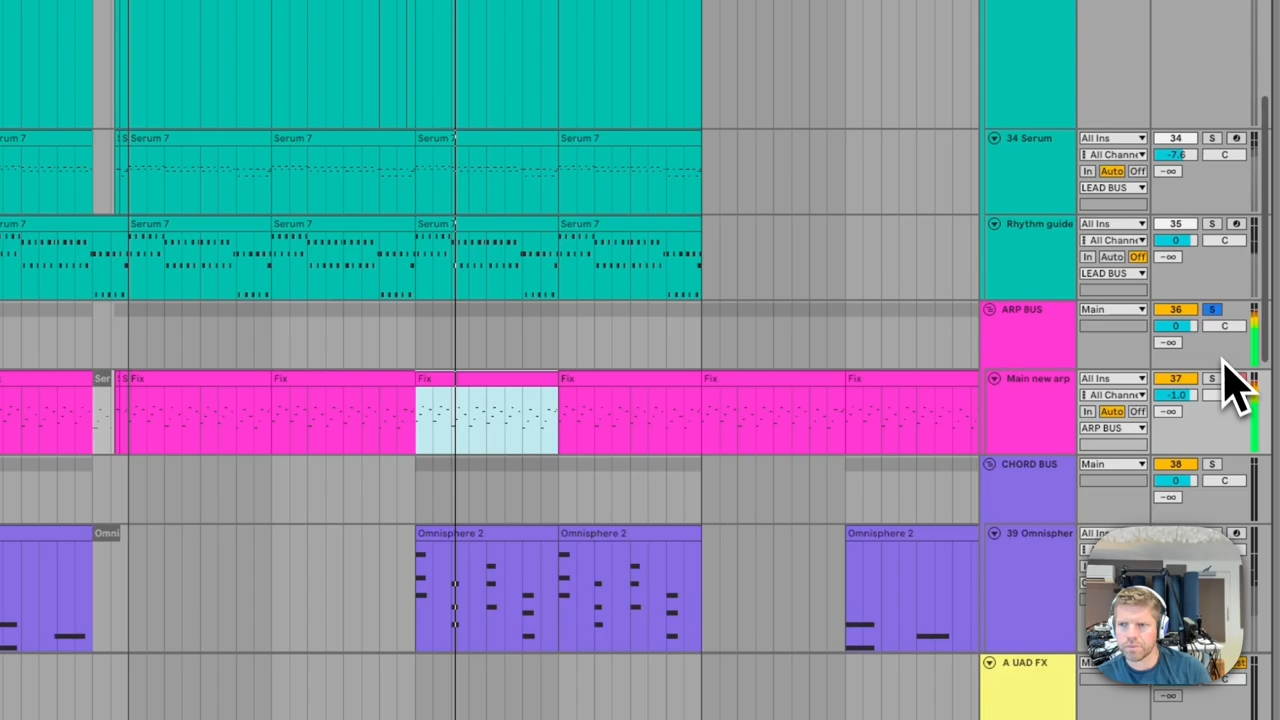 rum 7
S Serum 7
Serum 7
Serum 7
Serum 7
34 Serum
All Ins
34
S
All Channe
-7.6
C
In Auto Off
-∞
LEAD BUS
rum 7
Serum 7
Serum 7
Serum 7
Serum 7
Rhythm guide
All Ins
35
S
All Channe
0
C
In Auto Off
-∞
LEAD BUS
ARP BUS
Main
36
S
0
C
-∞
Ser
S Fix
Fix
Fix
Fix
Fix
Fix
Main new arp
All Ins
37
S
All Channe
-1.0
In Auto Off
-∞
ARP BUS
CHORD BUS
Main
38
S
0
C
-∞
Omni
Omnisphere 2
Omnisphere 2
Omnisphere 2
39 Omnispher
All Ins
A UAD FX
C
-∞